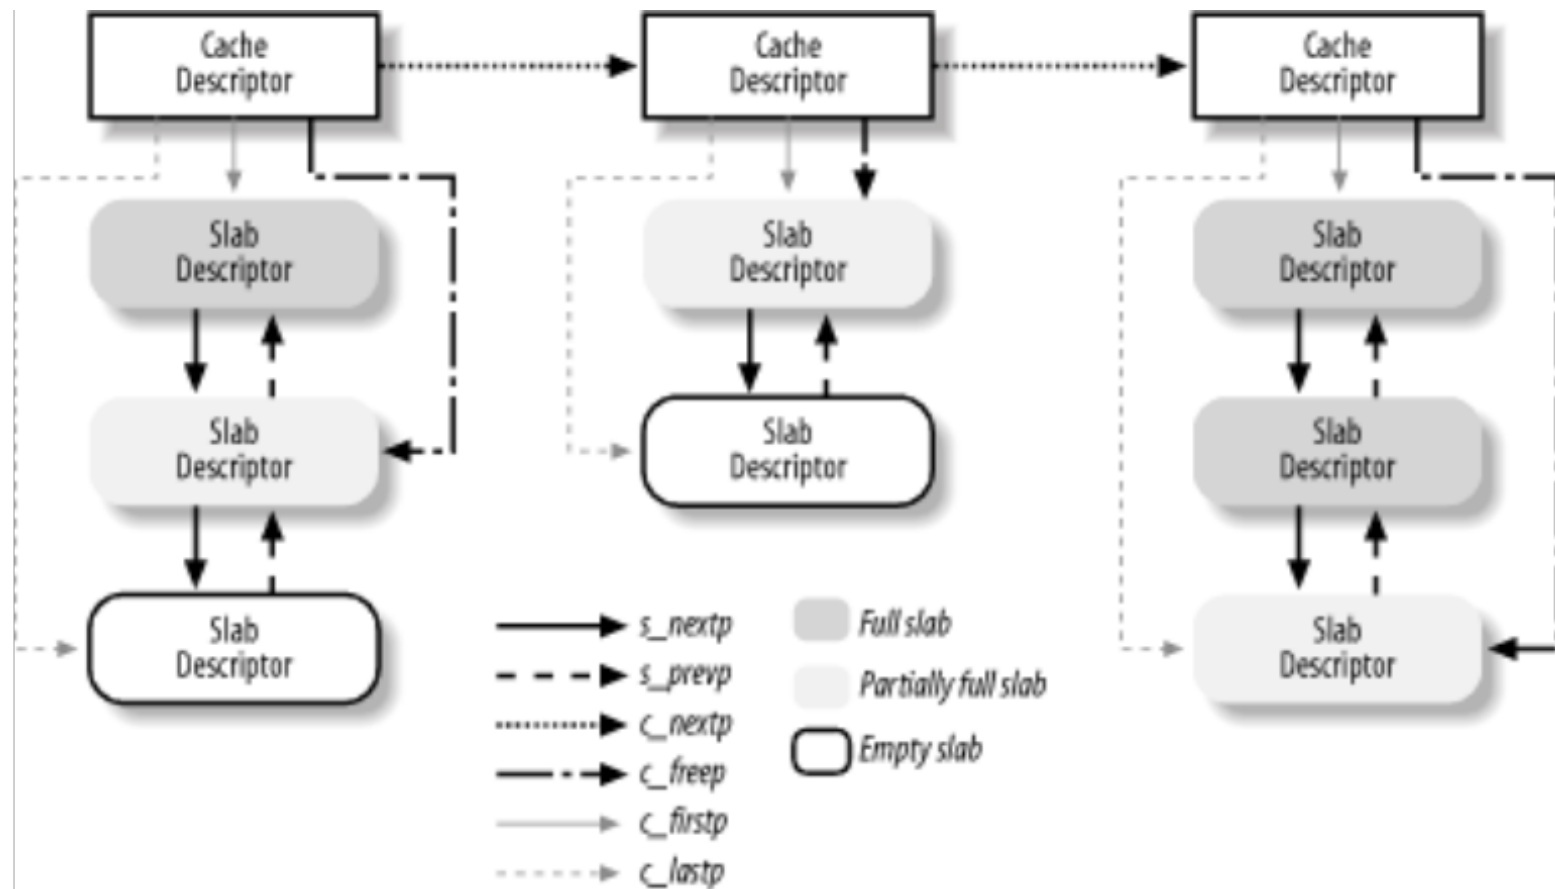 Cache
Descriptor
Cache
Descriptor
Cache
Descriptor
Slab
Descriptor
Slab
Descriptor
Slab
Descriptor
Slab
Descriptor
Slab
Descriptor
Slab
Descriptor
Slab
Descriptor
Slab
Descriptor
s_nextp
s_prevp
c_nextp
c_freep
c_firstp
c_lastp
Full slab
Partially full slab
Empty slab